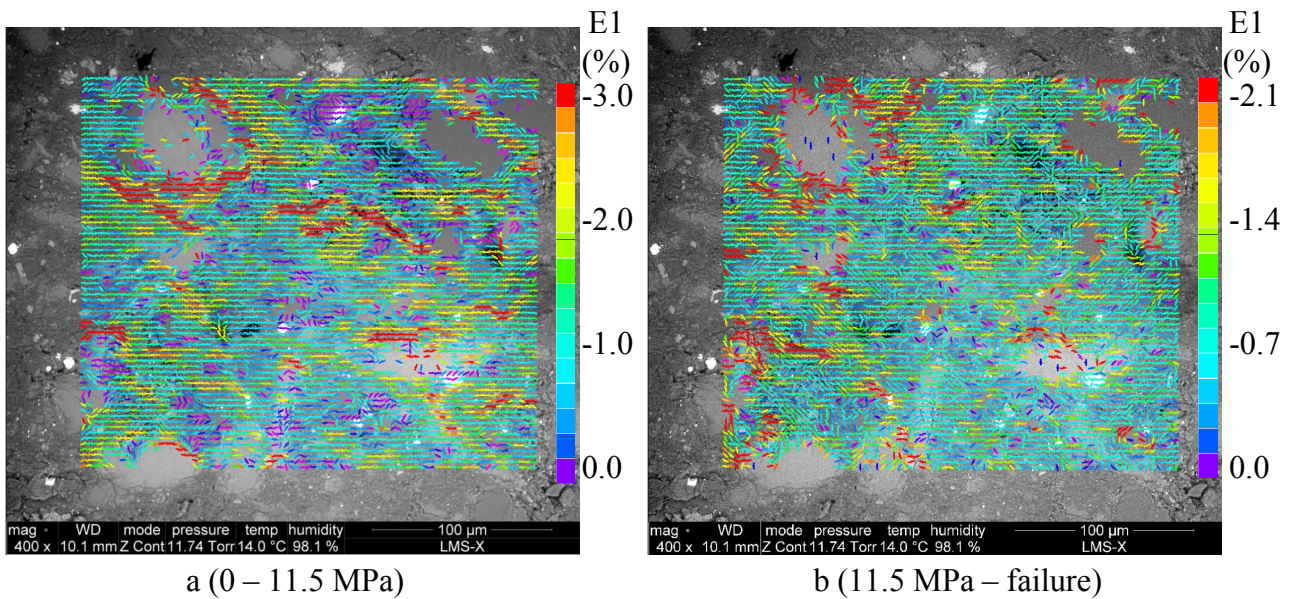 E1
(%)
-3.0
-2.0
-1.0
0.0
E1
(%)
-2.1
-1.4
-0.7
0.0
mag WD mode pressure temp humidity 100 µm
400 x 10.1 mm Z Cont 11.74 Torr 14.0 °C 98.1 % LMS-X
mag WD mode pressure temp humidity 100 µm
400 x 10.1 mm Z Cont 11.74 Torr 14.0 °C 98.1 % LMS-X
a (0 – 11.5 MPa)
b (11.5 MPa – failure)